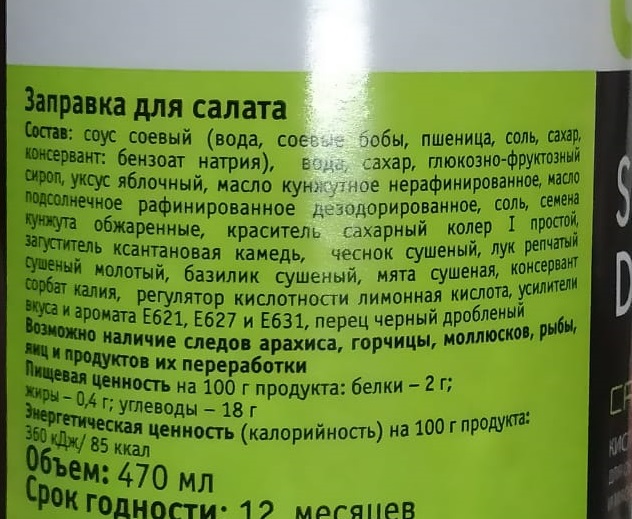 Заправка для салата
Состав: соус соевый (вода, соевые бобы, пшеница, соль, сахар,
консервант: бензоат натрия), вода, сахар, глюкозно-фруктозный
сироп, уксус яблочный, масло кунжутное нерафинированное, масло
подсолнечное рафинированное дезодорированное, соль, семена
кунжута обжаренные, краситель сахарный колер I простой,
загуститель ксантановая камедь, чеснок сушеный, лук репчатый
сушеный молотый, базилик сушеный, мята сушеная, консервант
сорбат калия, регулятор кислотности лимонная кислота, усилители
вкуса и аромата Е621, Е627 и Е631, перец черный дробленый
Возможно наличие следов арахиса, горчицы, моллюсков, рыбы,
яиц и продуктов их переработки
Пищевая ценность на 100 г продукта: белки – 2 г;
жиры – 0,4 г; углеводы – 18 г
Энергетическая ценность (калорийность) на 100 г продукта:
360 кДж/ 85 ккал
Объем: 470 мл
Срок годности: 12 месяцев